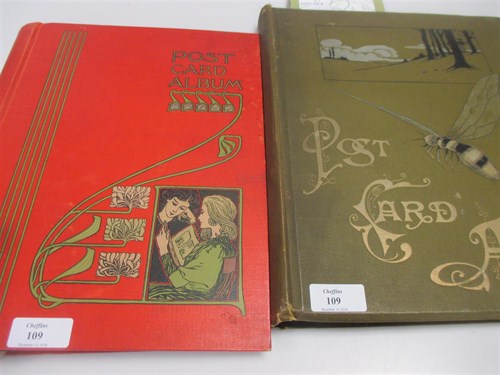 POST
CARD
ALBUM
Cheffins
109
POST
CARD
A
Cheffins
109